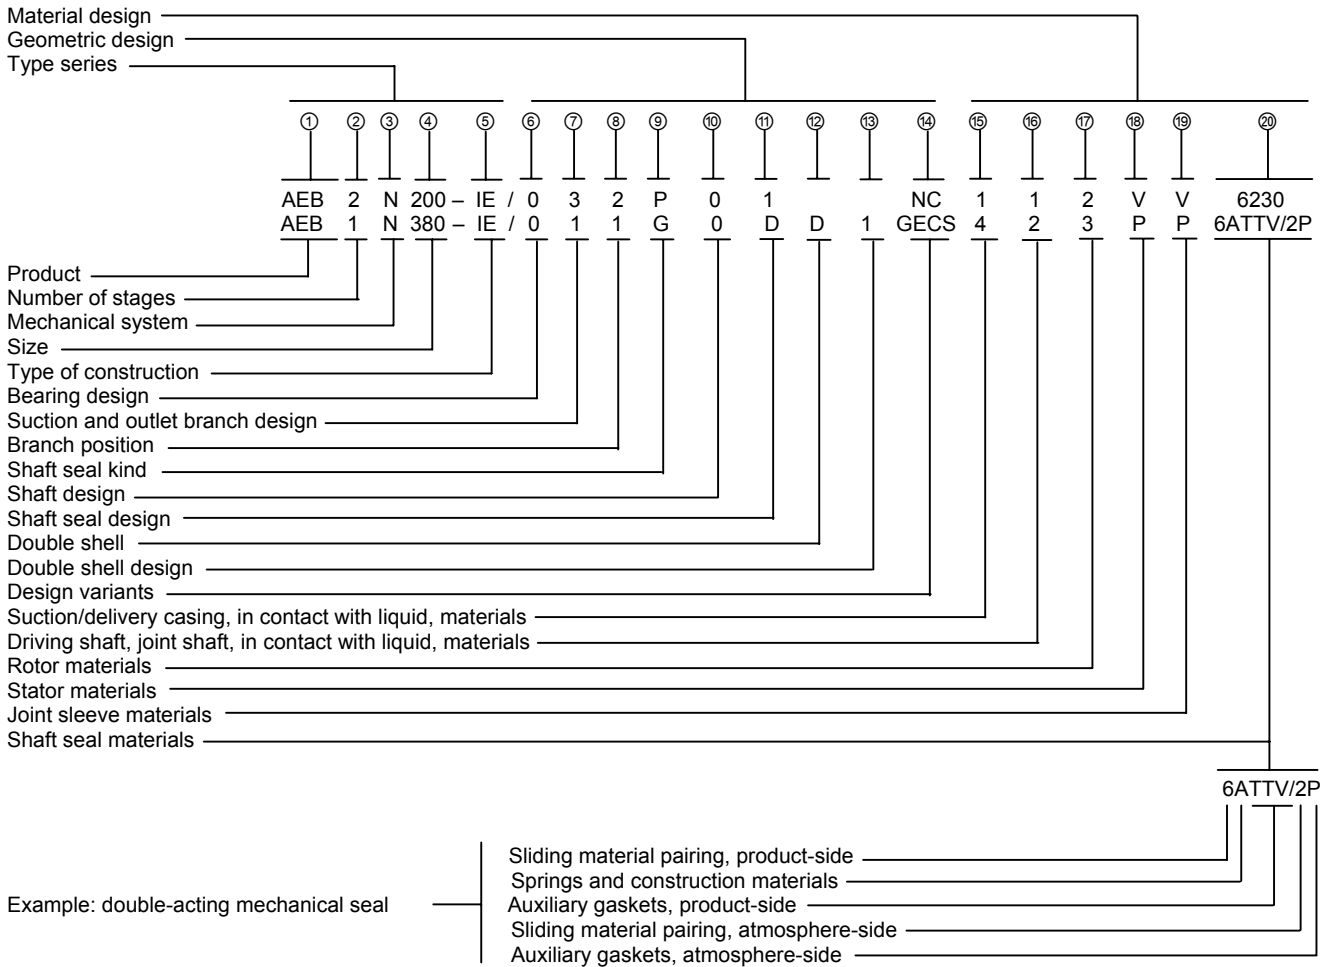 Material design
Geometric design
Type series
① ② ③ ④ ⑤ ⑥ ⑦ ⑧ ⑨ ⑩ ⑪ ⑫ ⑬ ⑭ ⑮ ⑯ ⑰ ⑱ ⑲ ⑳
AEB 2 N 200 – IE / 0 3 2 P 0 1 NC 1 1 2 V V 6230
AEB 1 N 380 – IE / 0 1 1 G 0 D D 1 GECS 4 2 3 P P 6ATTV/2P
Product
Number of stages
Mechanical system
Size
Type of construction
Bearing design
Suction and outlet branch design
Branch position
Shaft seal kind
Shaft design
Shaft seal design
Double shell
Double shell design
Design variants
Suction/delivery casing, in contact with liquid, materials
Driving shaft, joint shaft, in contact with liquid, materials
Rotor materials
Stator materials
Joint sleeve materials
Shaft seal materials
6ATTV/2P
Example: double-acting mechanical seal
Sliding material pairing, product-side
Springs and construction materials
Auxiliary gaskets, product-side
Sliding material pairing, atmosphere-side
Auxiliary gaskets, atmosphere-side